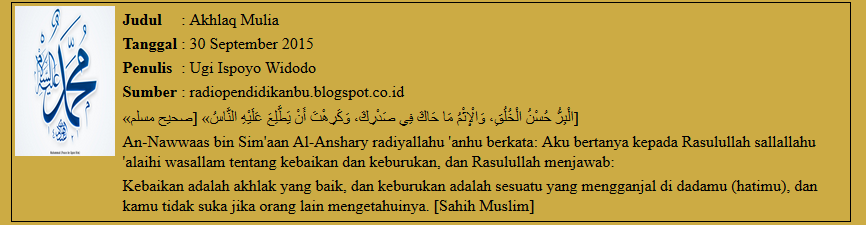 محمد
عليه السلام
Judul : Akhlaq Mulia
Tanggal : 30 September 2015
Penulis : Ugi Ispoyo Widodo
Sumber : radiopendidikanbu.blogspot.co.id
«الْبِرُّ حُسْنُ الْخُلُقِ، وَالْإِثْمُ مَا حَاكَ فِي صَدْرِكَ، وَكَرِهْتَ أَنْ يَطَّلِعَ عَلَيْهِ النَّاسُ» [صحيح مسلم]
An-Nawwaas bin Sim'aan Al-Anshary radiyallahu 'anhu berkata: Aku bertanya kepada Rasulullah sallallahu
'alaihi wasallam tentang kebaikan dan keburukan, dan Rasulullah menjawab:
Kebaikan adalah akhlak yang baik, dan keburukan adalah sesuatu yang mengganjal di dadamu (hatimu), dan
kamu tidak suka jika orang lain mengetahuinya. [Sahih Muslim]